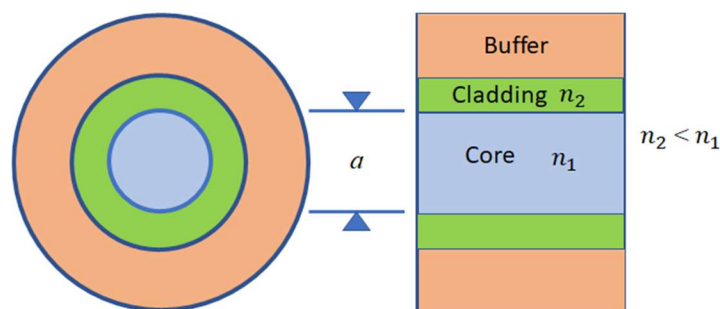 Buffer
Cladding n₂
a
Core n₁
n₂ < n₁